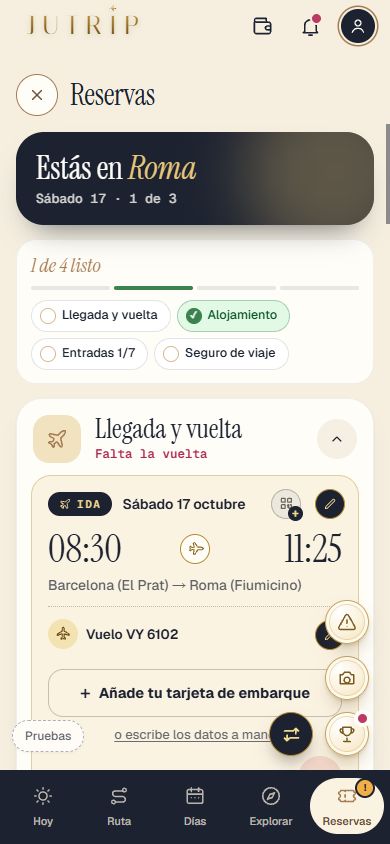 JUTRIP
Reservas
Estás en Roma
Sábado 17 · 1 de 3
1 de 4 listo
Llegada y vuelta
Alojamiento
Entradas 1/7
Seguro de viaje
Llegada y vuelta
Falta la vuelta
IDA Sábado 17 octubre
08:30 11:25
Barcelona (El Prat) → Roma (Fiumicino)
Vuelo VY 6102
+ Añade tu tarjeta de embarque
Pruebas
o escribe los datos a
Hoy
Ruta
Días
Explorar
!
Reservas